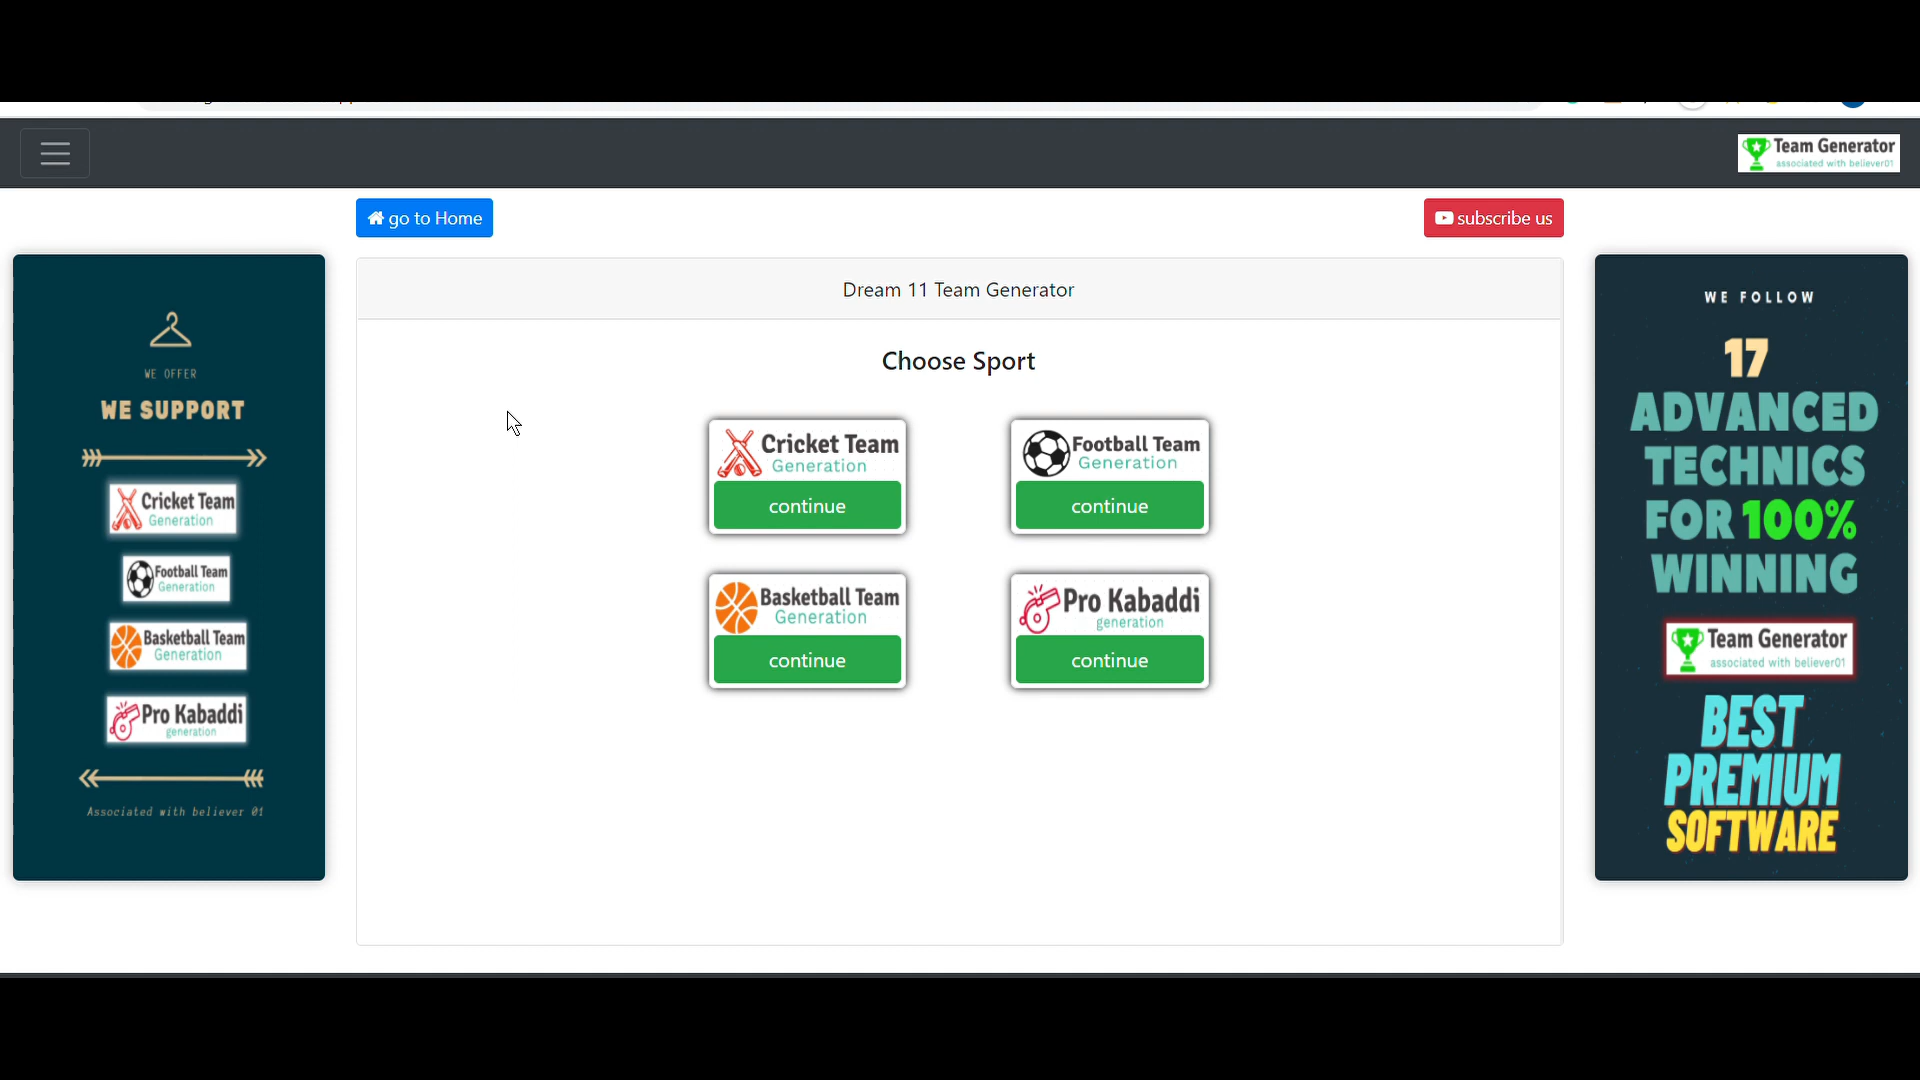 Team Generator
associated with believer01
go to Home
subscribe us
WE OFFER
WE SUPPORT
Cricket Team
Generation
Football Team
Generation
Basketball Team
Generation
Pro Kabaddi
generation
Associated with believer 01
Dream 11 Team Generator
Choose Sport
Cricket Team
Generation
continue
Football Team
Generation
continue
Basketball Team
Generation
continue
Pro Kabaddi
generation
continue
WE FOLLOW
17
ADVANCED
TECHNICS
FOR 100%
WINNING
Team Generator
associated with believer01
BEST
PREMIUM
SOFTWARE